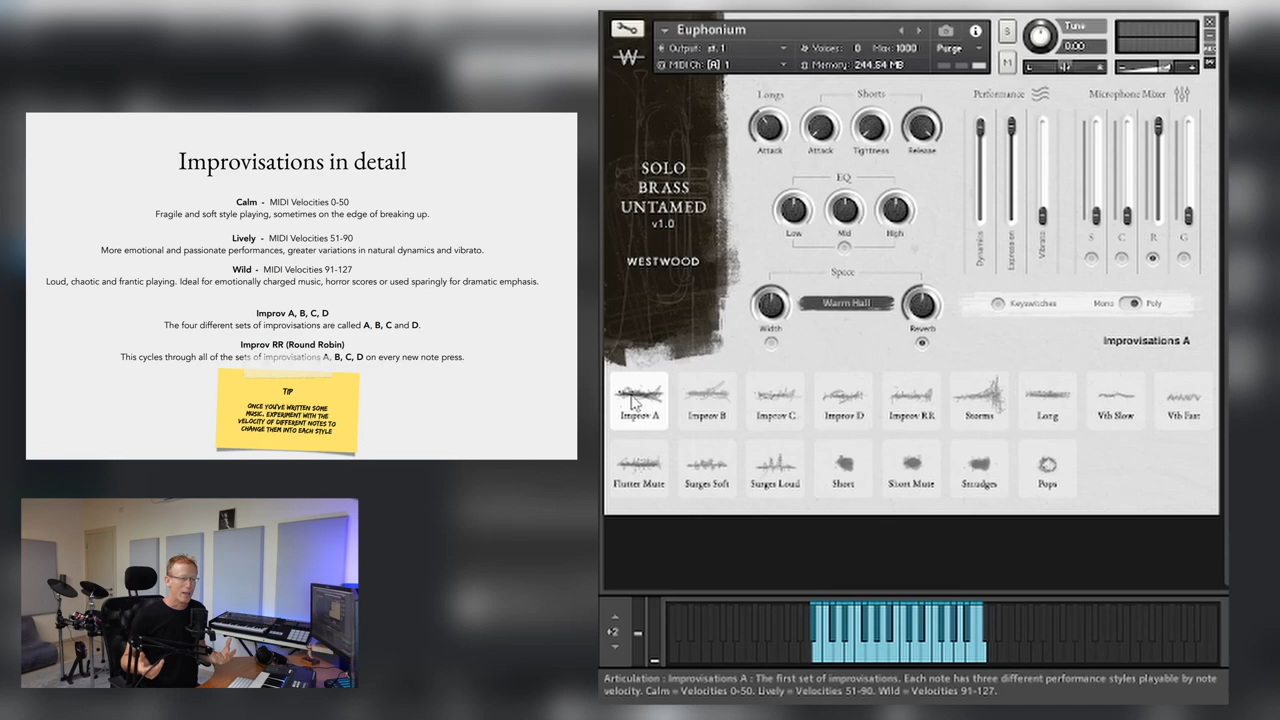 Improvisations in detail
Calm - MIDI Velocities 0-50
Fragile and soft style playing, sometimes on the edge of breaking up.
Lively - MIDI Velocities 51-90
More emotional and passionate performances, greater variations in natural dynamics and vibrato.
Wild - MIDI Velocities 91-127
Loud, chaotic and frantic playing. Ideal for emotionally charged music, horror scores or used sparingly for dramatic emphasis.
Improv A, B, C, D
The four different sets of improvisations are called A, B, C and D.
Improv RR (Round Robin)
This cycles through all of the sets of improvisations A, B, C, D on every new note press.
TIP
ONCE YOU'VE WRITTEN SOME
MUSIC, EXPERIMENT WITH THE
VELOCITY OF DIFFERENT NOTES TO
CHANGE THEM INTO EACH STYLE
Euphonium
Output: st. 1 Voices: 0 Max: 1000 Purge
MIDI Ch: [A] 1 Memory: 244.54 MB
S
M
Tune
0.00
L R
SOLO
BRASS
UNTAMED
v1.0
WESTWOOD
Longs Shorts
Attack Attack Tightness Release
EQ
Low Mid High
Space
Warm Hall
Width Reverb
Performance Microphone Mixer
Dynamics Expression Vibrato S C R G
Keyswitches Mono Poly
Improvisations A
Improv A Improv B Improv C Improv D Improv RR Storms Long Vib Slow Vib Fast
Flutter Mute Surges Soft Surges Loud Short Short Mute Smudges Pops
+2
Articulation : Improvisations A : The first set of improvisations. Each note has three different performance styles playable by note
velocity. Calm = Velocities 0-50. Lively = Velocities 51-90. Wild = Velocities 91-127.